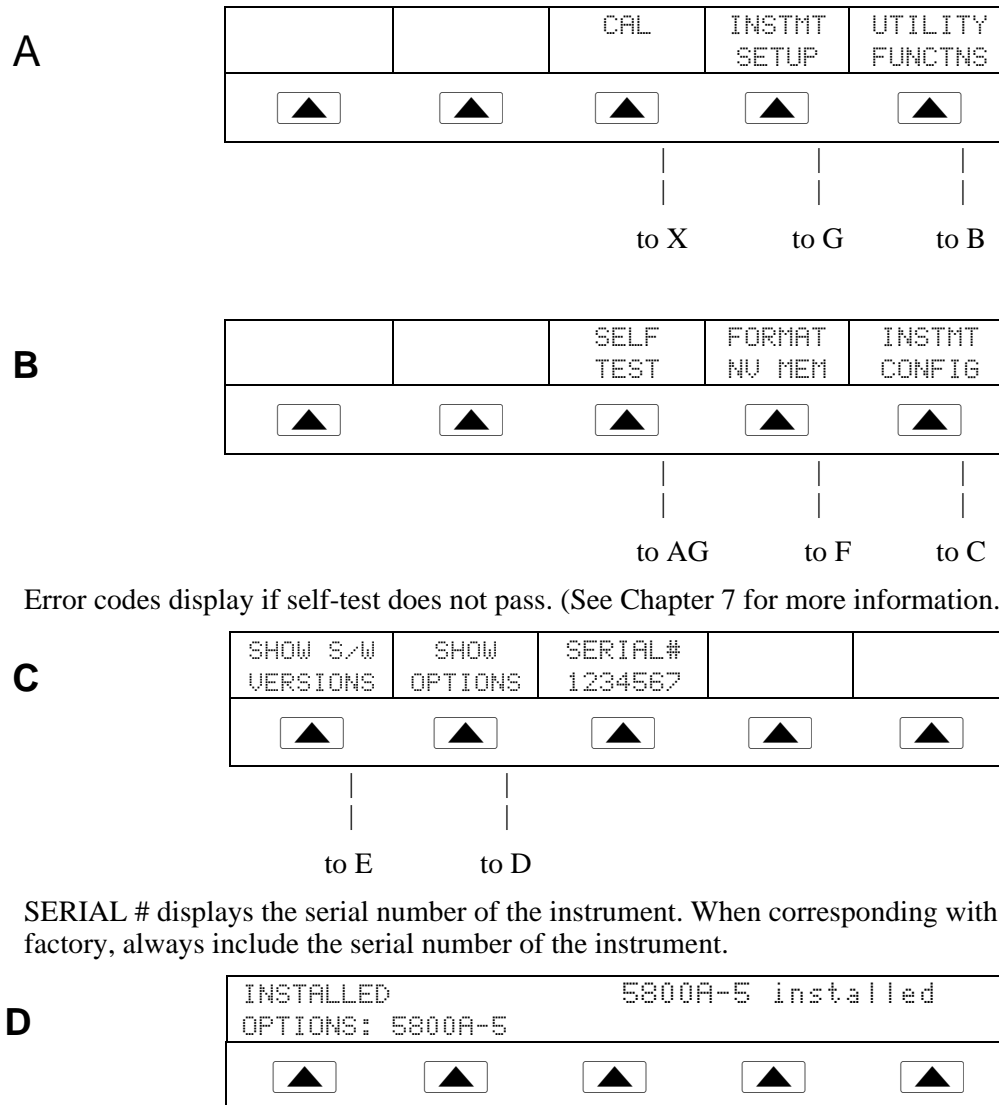 A
CAL INSTMT UTILITY
SETUP FUNCTNS
to X to G to B
B
SELF FORMAT INSTMT
TEST NV MEM CONFIG
to AG to F to C
Error codes display if self-test does not pass. (See Chapter 7 for more information.
C
SHOW S/W SHOW SERIAL#
VERSIONS OPTIONS 1234567
to E to D
SERIAL # displays the serial number of the instrument. When corresponding with
factory, always include the serial number of the instrument.
D
INSTALLED 5800A-5 installed
OPTIONS: 5800A-5